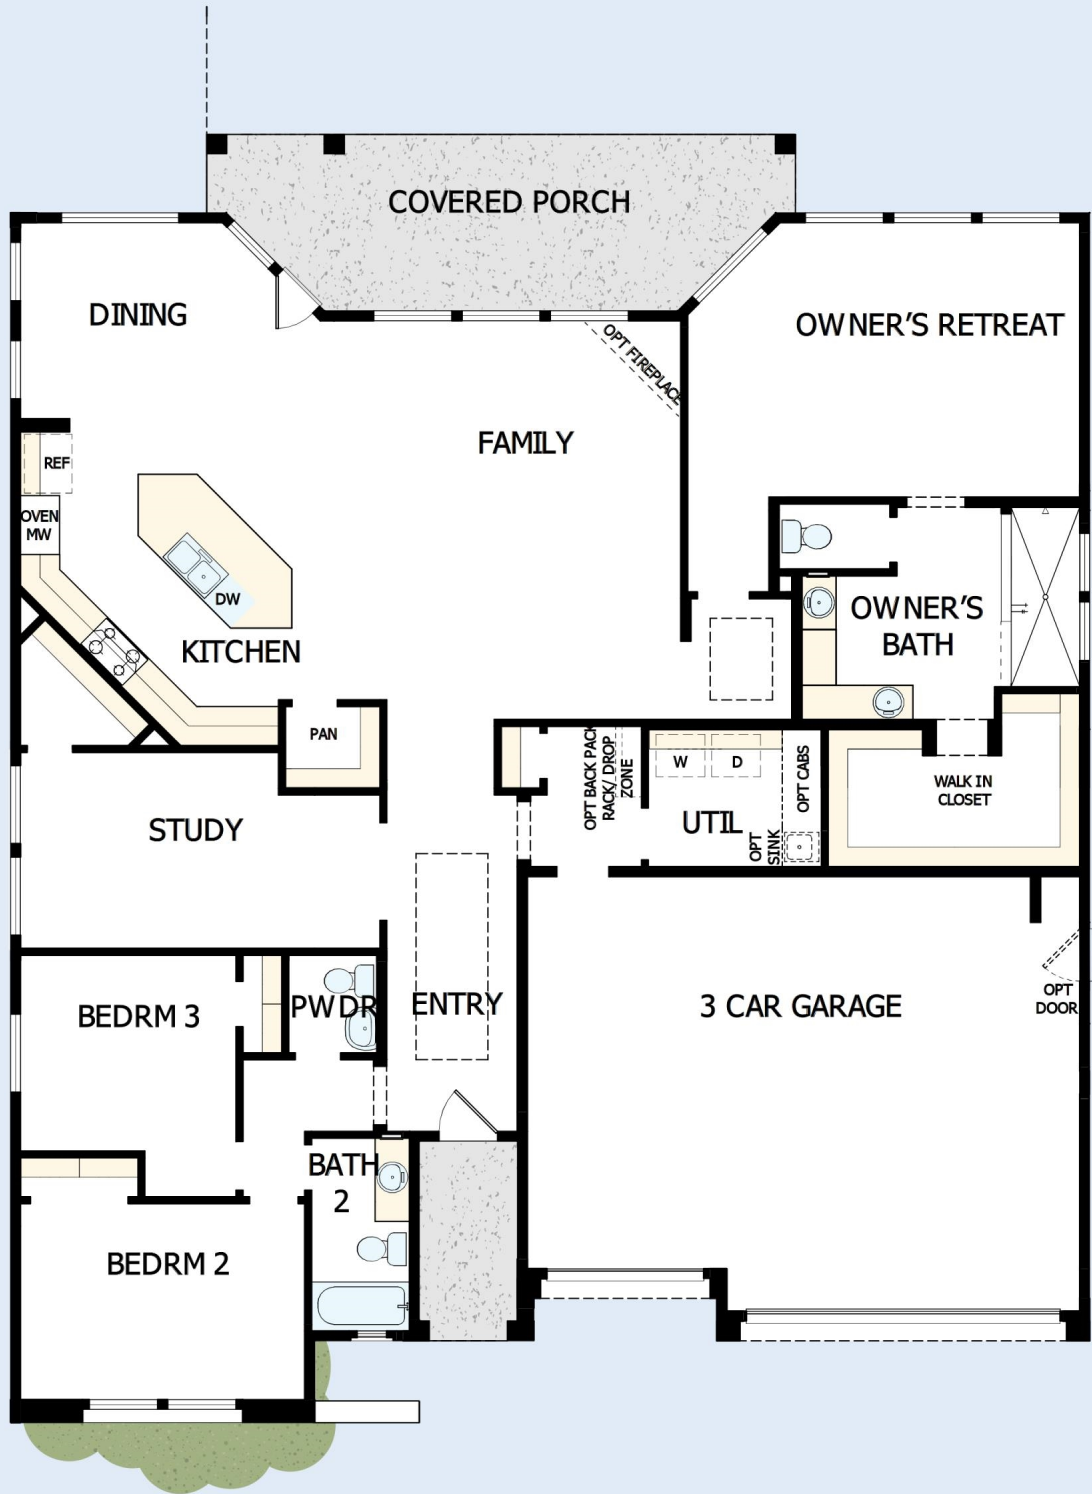 COVERED PORCH
DINING
OWNER'S RETREAT
OPT FIREPLACE
FAMILY
REF
OVEN
MW
DW
KITCHEN
OWNER'S
BATH
PAN
OPT BACK PACK
RACK/ DROP
ZONE
W
D
OPT CABS
UTIL
OPT
SINK
WALK IN
CLOSET
STUDY
BEDRM 3
PWDR
ENTRY
3 CAR GARAGE
OPT
DOOR
BATH
2
BEDRM 2